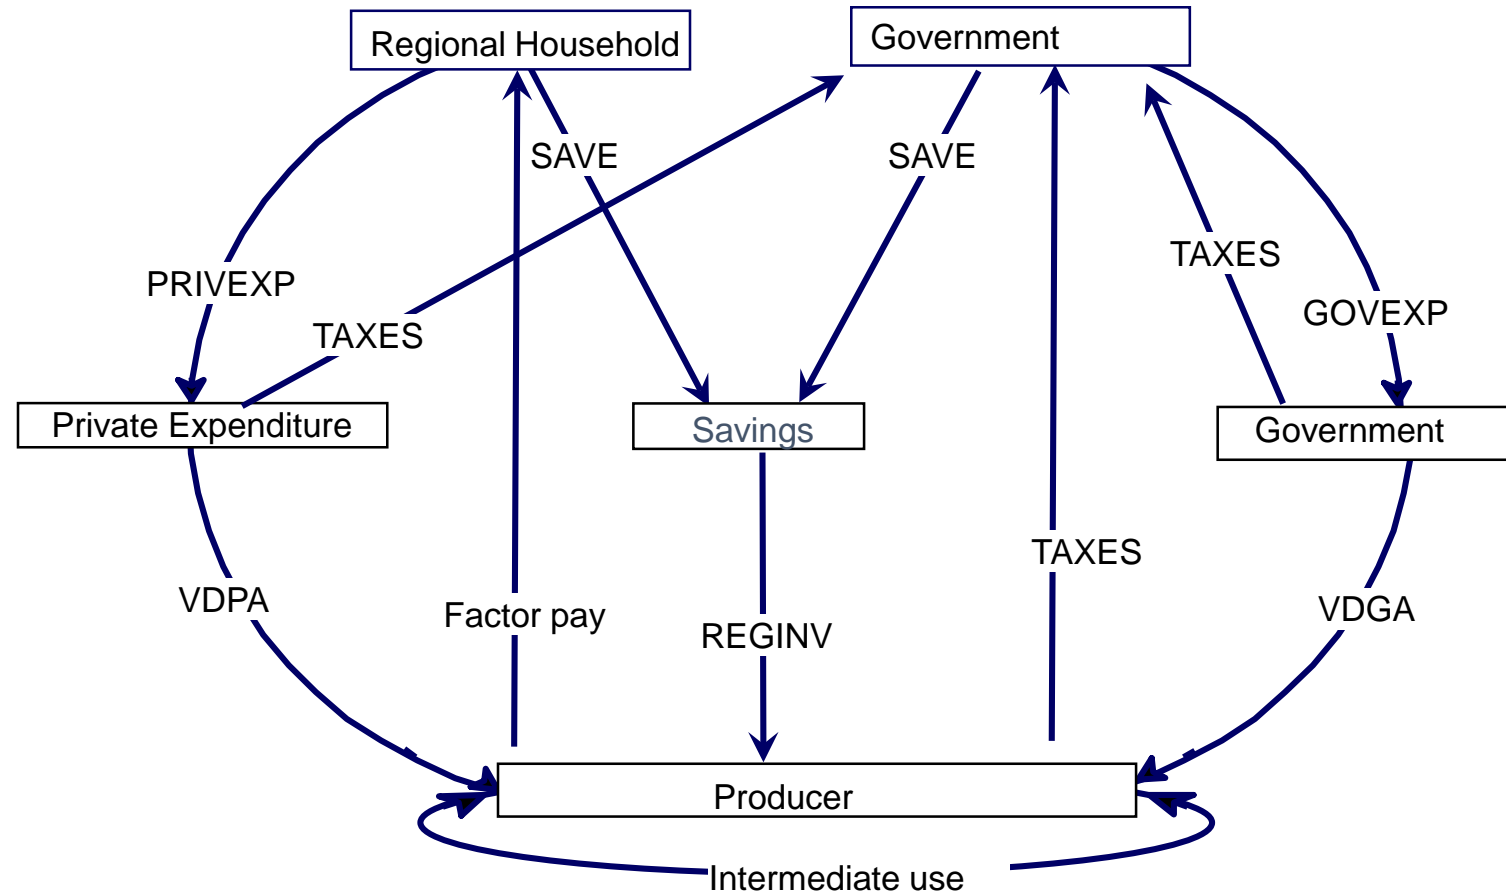 Regional Household
Government
SAVE
SAVE
TAXES
PRIVEXP
GOVEXP
TAXES
Private Expenditure
Savings
Government
TAXES
VDPA
VDGA
Factor pay
REGINV
Producer
Intermediate use